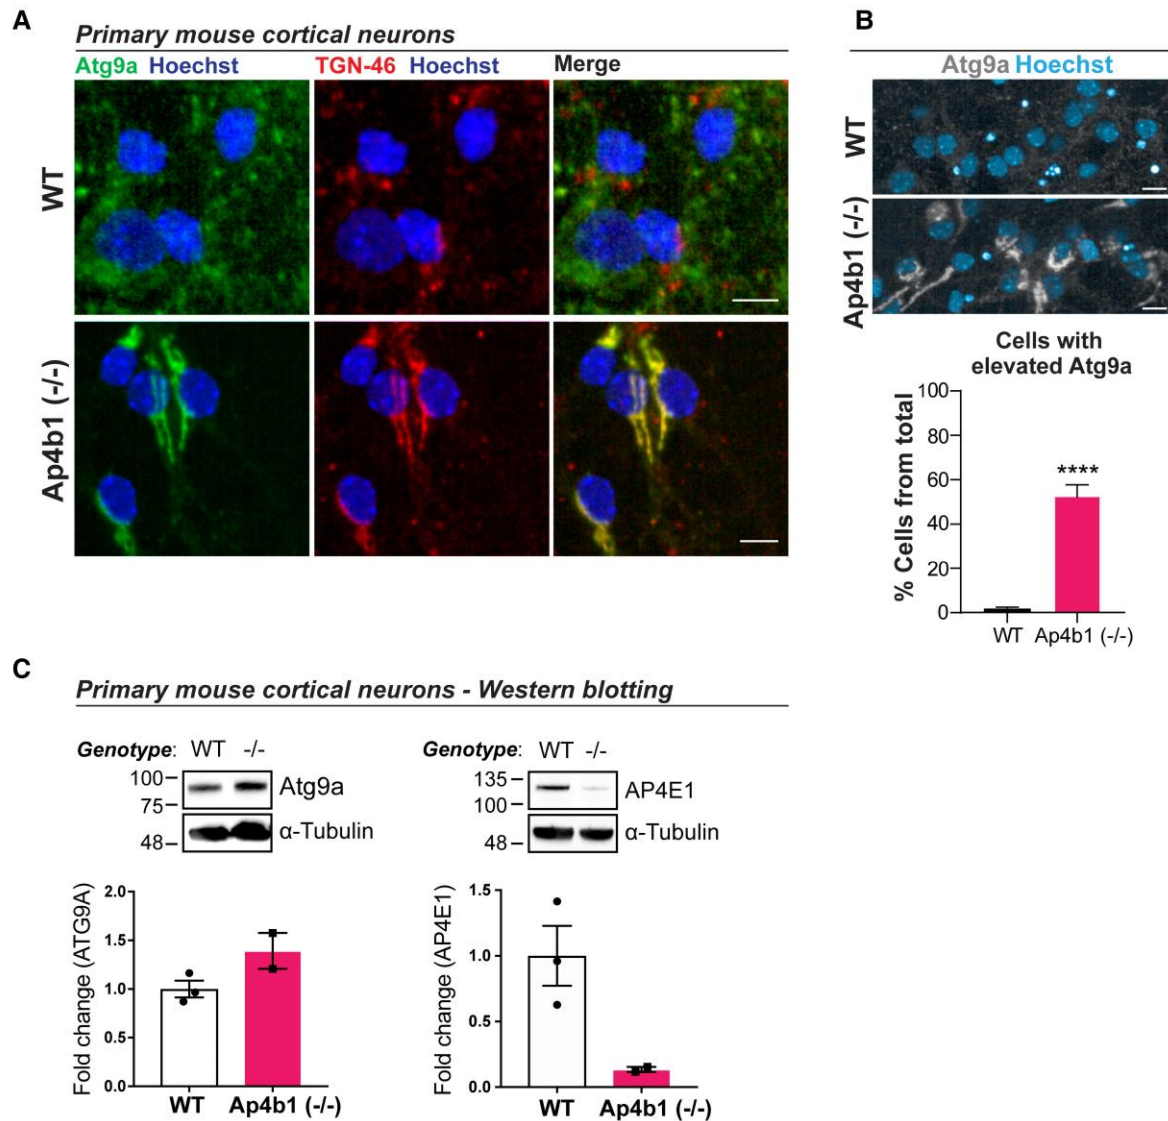 A
Primary mouse cortical neurons
Atg9a Hoechst
TGN-46 Hoechst
Merge
WT
Ap4b1 (-/-)
B
Atg9a Hoechst
WT
Ap4b1 (-/-)
Cells with
elevated Atg9a
% Cells from total
100
80
60
40
20
0
****
WT Ap4b1 (-/-)
C
Primary mouse cortical neurons - Western blotting
Genotype: WT -/-
100
75
48
Atg9a
α-Tubulin
Fold change (ATG9A)
2.0
1.5
1.0
0.5
0.0
WT Ap4b1 (-/-)
Genotype: WT -/-
135
100
48
AP4E1
α-Tubulin
Fold change (AP4E1)
1.5
1.0
0.5
0.0
WT Ap4b1 (-/-)